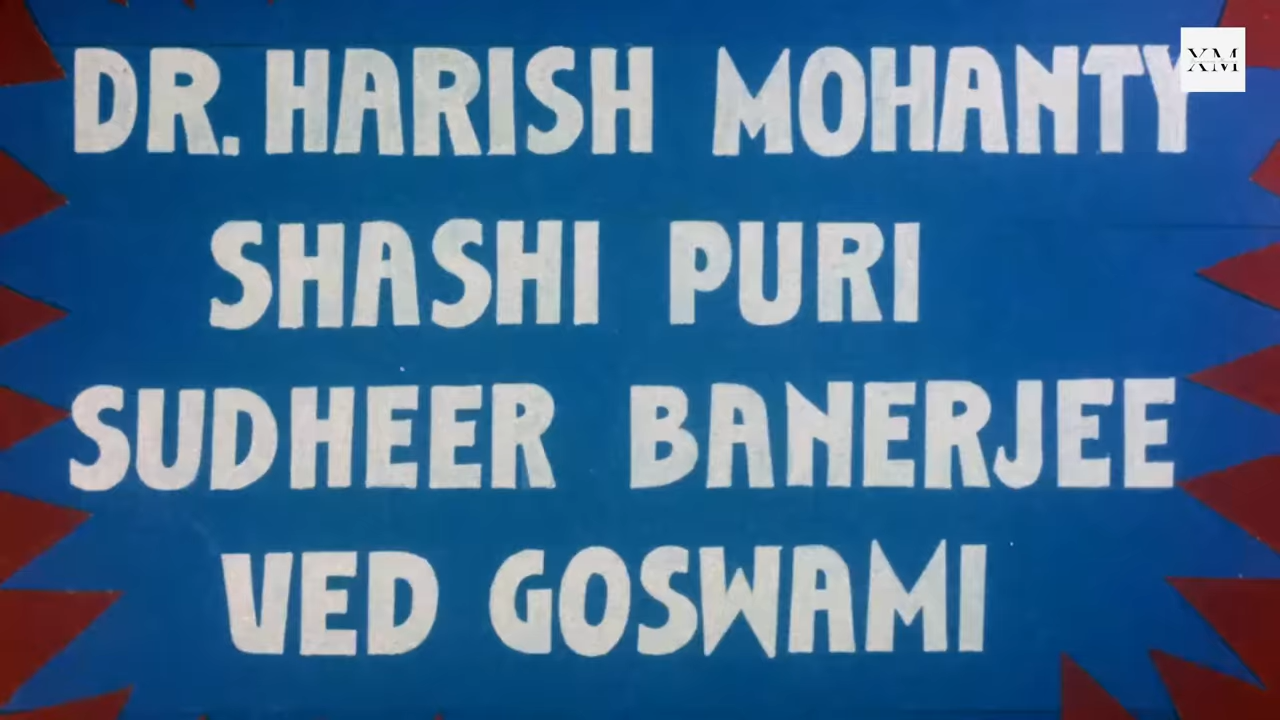 XM
DR. HARISH MOHANTY
SHASHI PURI
SUDHEER BANERJEE
VED GOSWAMI